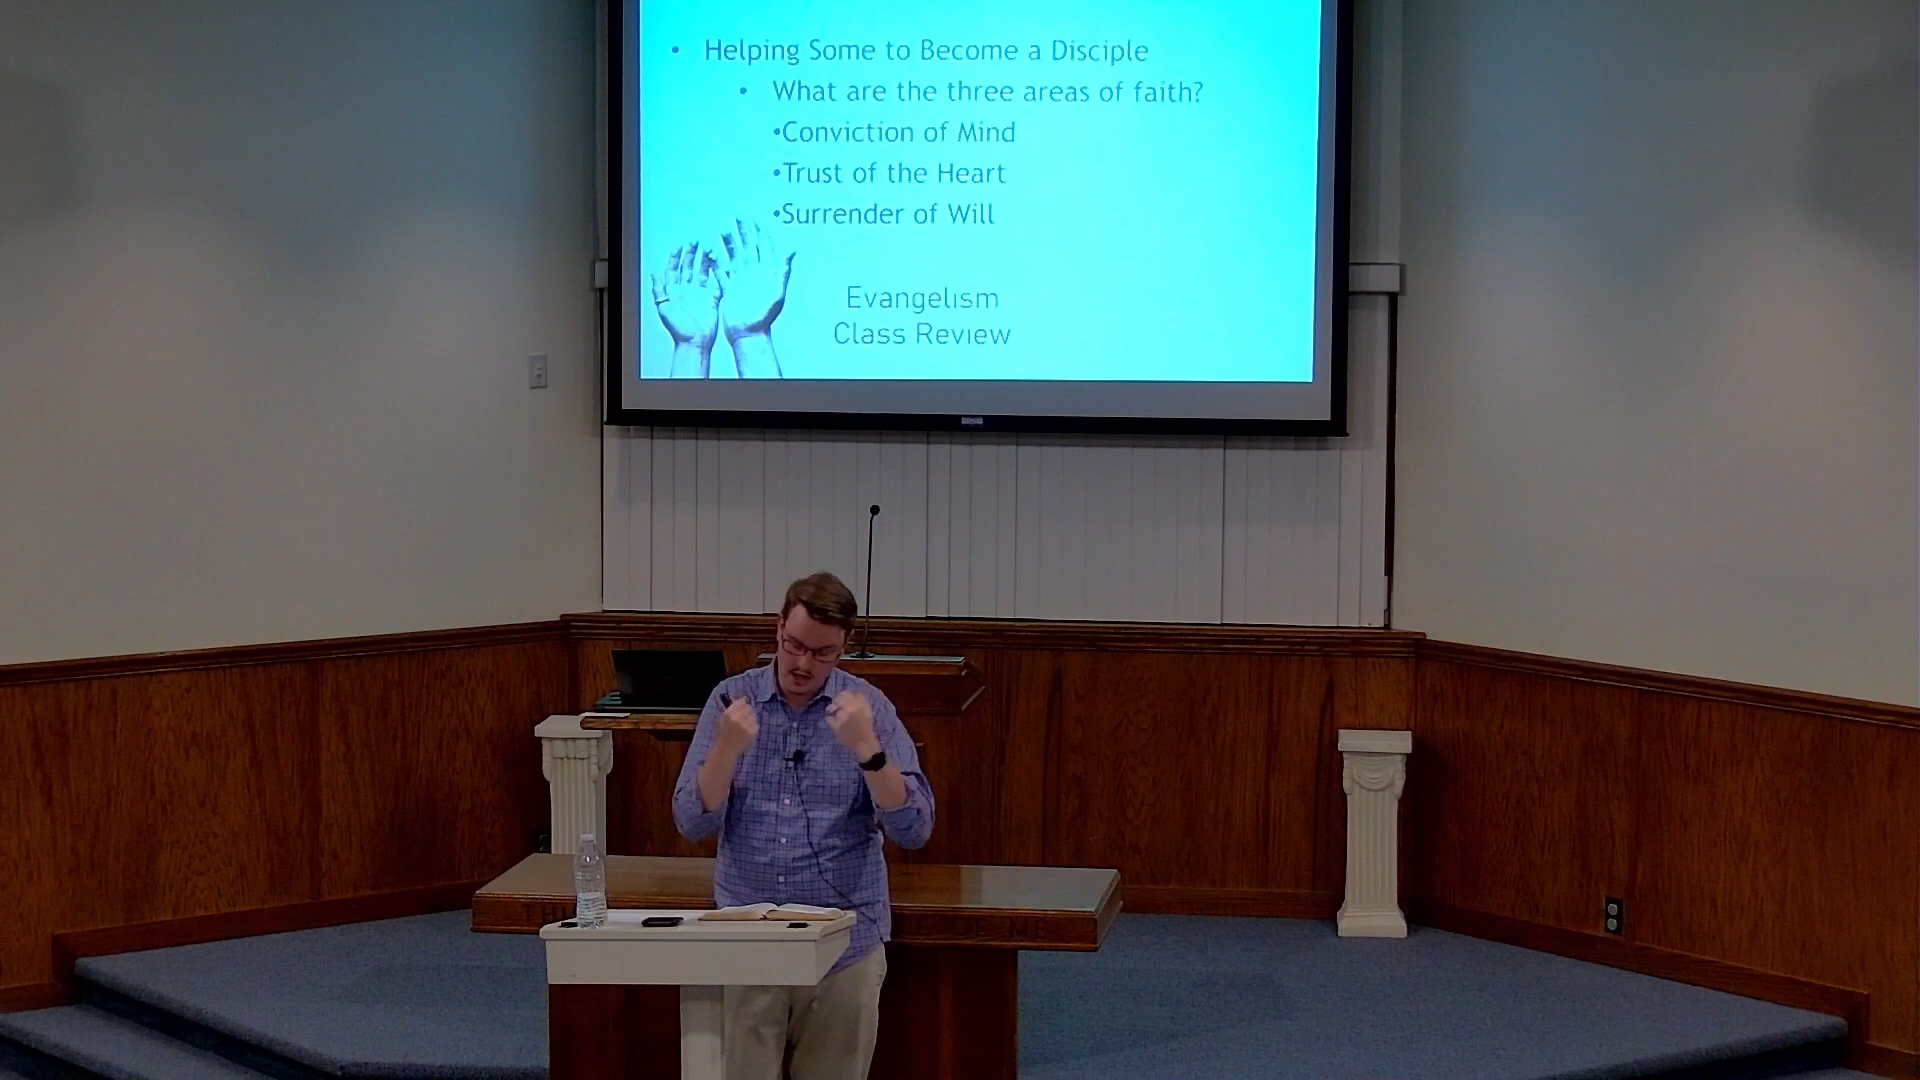 • Helping Some to Become a Disciple
• What are the three areas of faith?
•Conviction of Mind
•Trust of the Heart
•Surrender of Will
Evangelism
Class Review